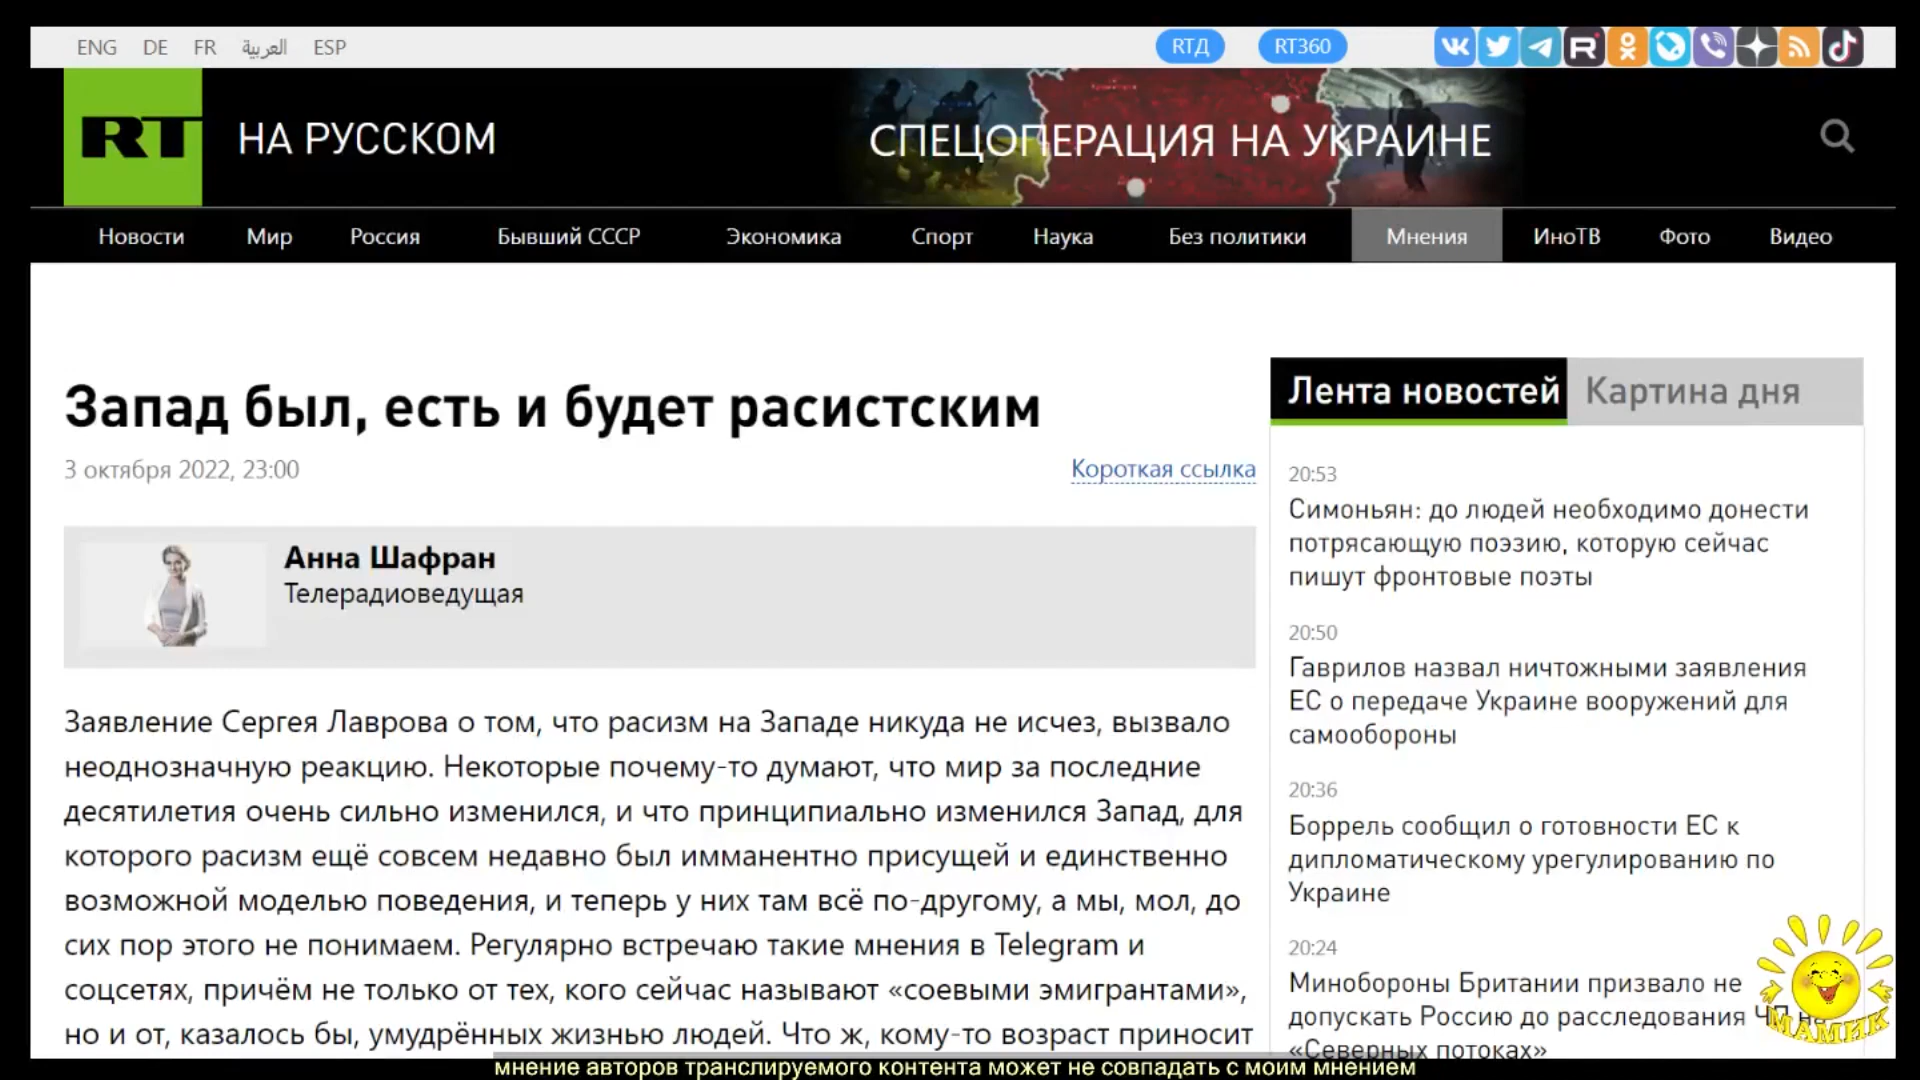 ENG DE FR العربية ESP RTД RT360
RT НА РУССКОМ СПЕЦОПЕРАЦИЯ НА УКРАИНЕ
Новости Мир Россия Бывший СССР Экономика Спорт Наука Без политики Мнения ИноТВ Фото Видео
Запад был, есть и будет расистским
3 октября 2022, 23:00 Короткая ссылка
Анна Шафран
Телерадиоведущая
Заявление Сергея Лаврова о том, что расизм на Западе никуда не исчез, вызвало
неоднозначную реакцию. Некоторые почему-то думают, что мир за последние
десятилетия очень сильно изменился, и что принципиально изменился Запад, для
которого расизм ещё совсем недавно был имманентно присущей и единственно
возможной моделью поведения, и теперь у них там всё по-другому, а мы, мол, до
сих пор этого не понимаем. Регулярно встречаю такие мнения в Telegram и
соцсетях, причём не только от тех, кого сейчас называют «соевыми эмигрантами»,
но и от, казалось бы, умудрённых жизнью людей. Что ж, кому-то возраст приносит
Лента новостей Картина дня
20:53
Симоньян: до людей необходимо донести
потрясающую поэзию, которую сейчас
пишут фронтовые поэты
20:50
Гаврилов назвал ничтожными заявления
ЕС о передаче Украине вооружений для
самообороны
20:36
Боррель сообщил о готовности ЕС к
дипломатическому урегулированию по
Украине
20:24
Минобороны Британии призвало не
допускать Россию до расследования
«Северных потоках»
МАМИК
мнение авторов транслируемого контента может не совпадать с моим мнением